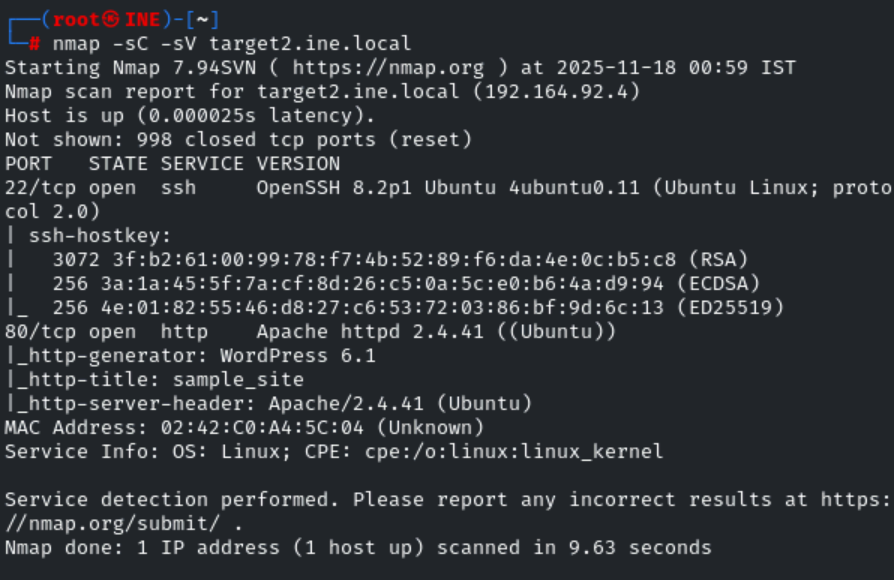 ┌──(root㉿INE)-[~]
└─# nmap -sC -sV target2.ine.local
Starting Nmap 7.94SVN ( https://nmap.org ) at 2025-11-18 00:59 IST
Nmap scan report for target2.ine.local (192.164.92.4)
Host is up (0.000025s latency).
Not shown: 998 closed tcp ports (reset)
PORT   STATE SERVICE VERSION
22/tcp open  ssh     OpenSSH 8.2p1 Ubuntu 4ubuntu0.11 (Ubuntu Linux; proto
col 2.0)
| ssh-hostkey:
|   3072 3f:b2:61:00:99:78:f7:4b:52:89:f6:da:4e:0c:b5:c8 (RSA)
|   256 3a:1a:45:5f:7a:cf:8d:26:c5:0a:5c:e0:b6:4a:d9:94 (ECDSA)
|_  256 4e:01:82:55:46:d8:27:c6:53:72:03:86:bf:9d:6c:13 (ED25519)
80/tcp open  http    Apache httpd 2.4.41 ((Ubuntu))
|_http-generator: WordPress 6.1
|_http-title: sample_site
|_http-server-header: Apache/2.4.41 (Ubuntu)
MAC Address: 02:42:C0:A4:5C:04 (Unknown)
Service Info: OS: Linux; CPE: cpe:/o:linux:linux_kernel

Service detection performed. Please report any incorrect results at https:
//nmap.org/submit/ .
Nmap done: 1 IP address (1 host up) scanned in 9.63 seconds